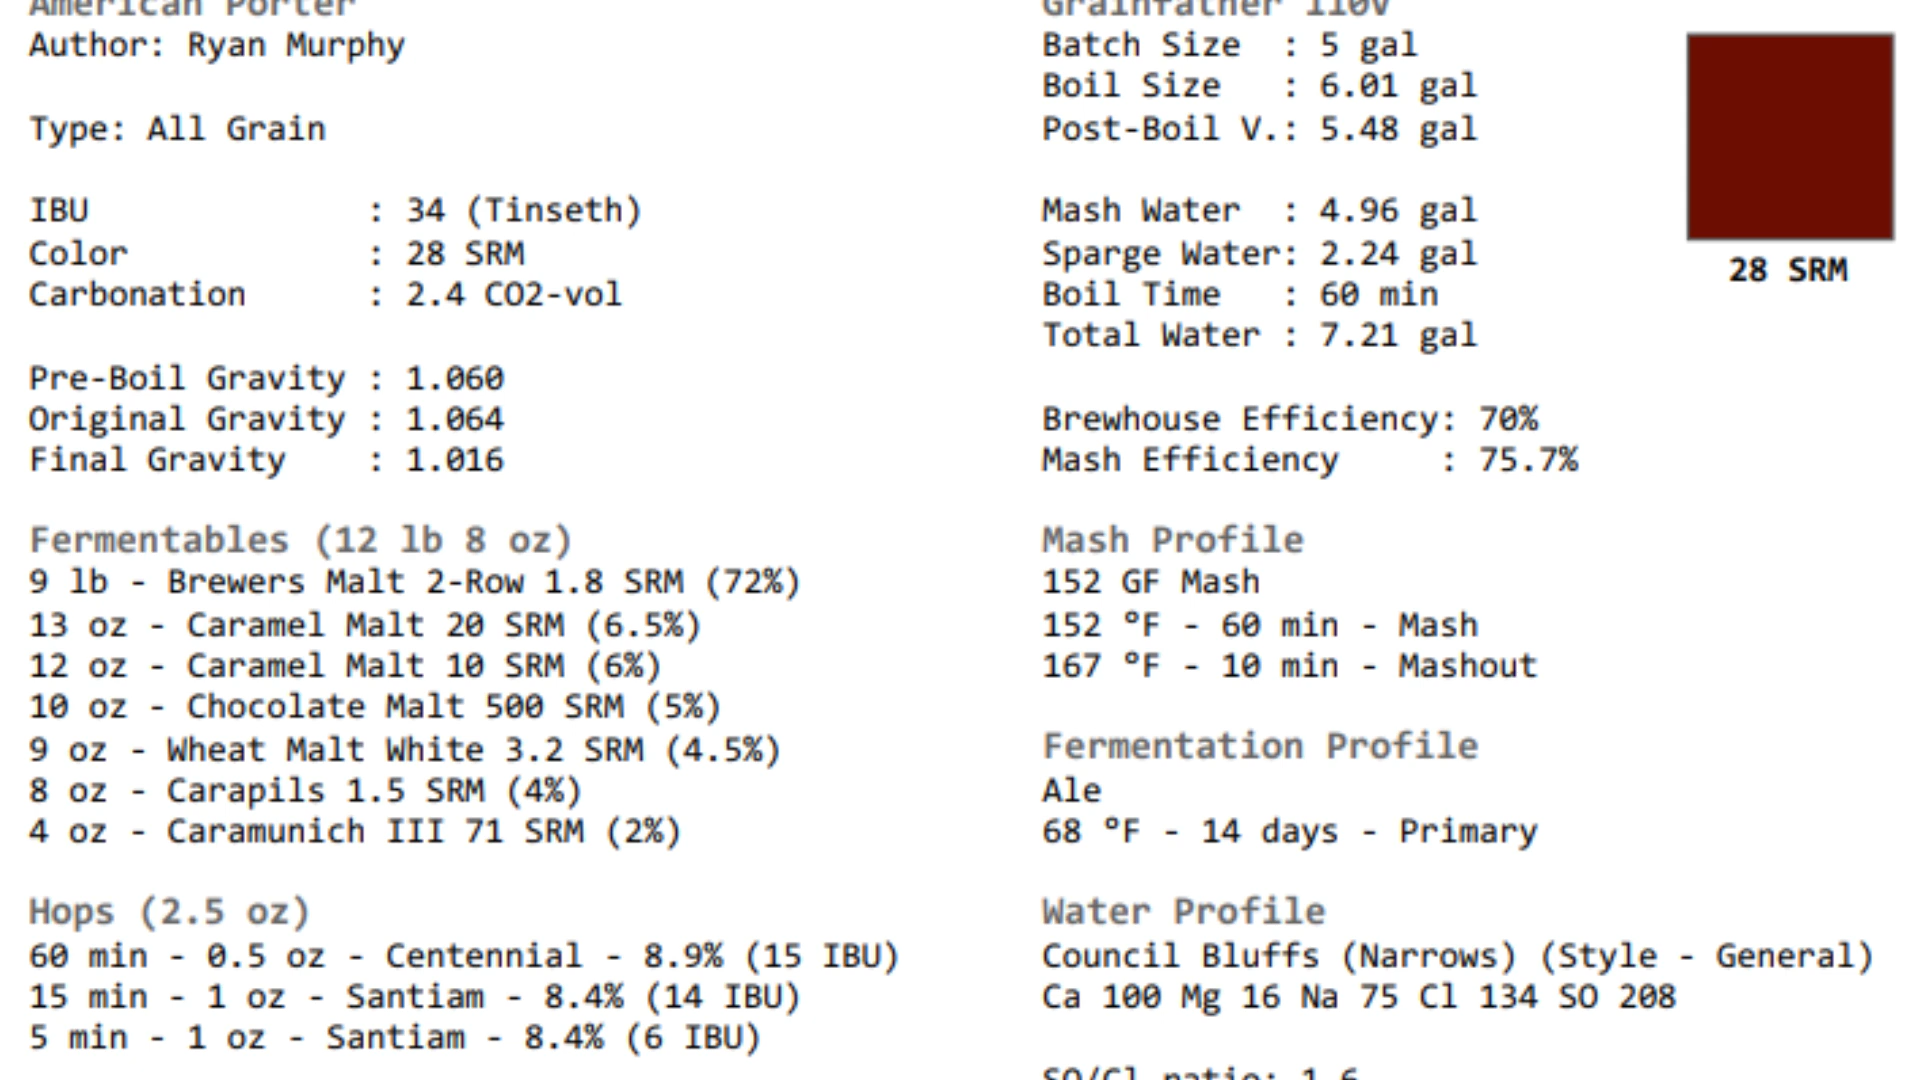 American Porter
Author: Ryan Murphy
Type: All Grain
IBU : 34 (Tinseth)
Color : 28 SRM
Carbonation : 2.4 CO2-vol
Pre-Boil Gravity : 1.060
Original Gravity : 1.064
Final Gravity : 1.016
Fermentables (12 lb 8 oz)
9 lb - Brewers Malt 2-Row 1.8 SRM (72%)
13 oz - Caramel Malt 20 SRM (6.5%)
12 oz - Caramel Malt 10 SRM (6%)
10 oz - Chocolate Malt 500 SRM (5%)
9 oz - Wheat Malt White 3.2 SRM (4.5%)
8 oz - Carapils 1.5 SRM (4%)
4 oz - Caramunich III 71 SRM (2%)
Hops (2.5 oz)
60 min - 0.5 oz - Centennial - 8.9% (15 IBU)
15 min - 1 oz - Santiam - 8.4% (14 IBU)
5 min - 1 oz - Santiam - 8.4% (6 IBU)
Grainfather 110V
Batch Size : 5 gal
Boil Size : 6.01 gal
Post-Boil V.: 5.48 gal
Mash Water : 4.96 gal
Sparge Water: 2.24 gal
Boil Time : 60 min
Total Water : 7.21 gal
28 SRM
Brewhouse Efficiency: 70%
Mash Efficiency : 75.7%
Mash Profile
152 GF Mash
152 °F - 60 min - Mash
167 °F - 10 min - Mashout
Fermentation Profile
Ale
68 °F - 14 days - Primary
Water Profile
Council Bluffs (Narrows) (Style - General)
Ca 100 Mg 16 Na 75 Cl 134 SO 208
SO/Cl ratio: 1.6